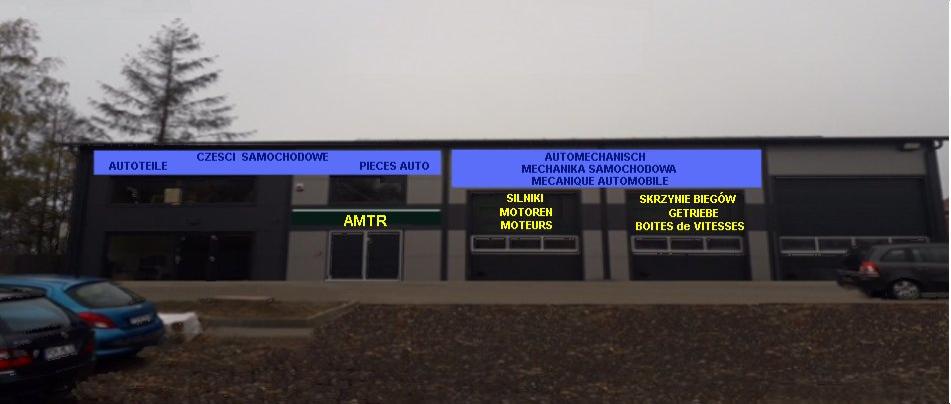 CZESCI SAMOCHODOWE
AUTOTEILE PIECES AUTO
AMTR
AUTOMECHANISCH
MECHANIKA SAMOCHODOWA
MECANIQUE AUTOMOBILE
SILNIKI
MOTOREN
MOTEURS
SKRZYNIE BIEGÓW
GETRIEBE
BOITES de VITESSES